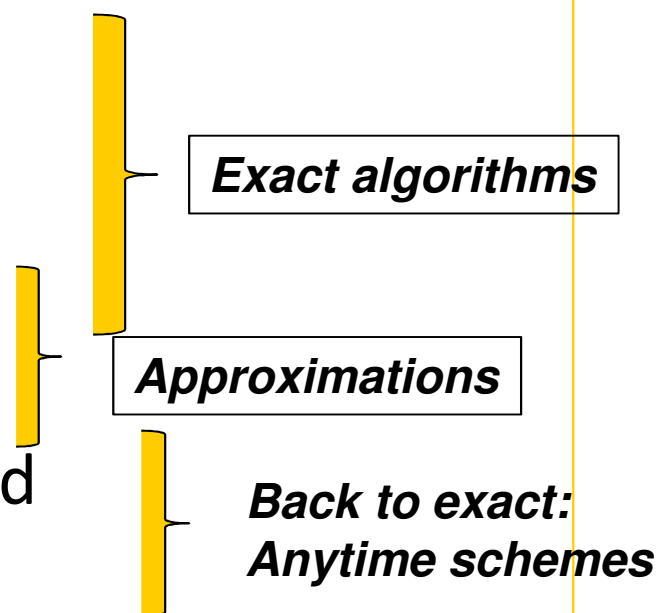 Exact algorithms
Approximations
d
Back to exact:
Anytime schemes